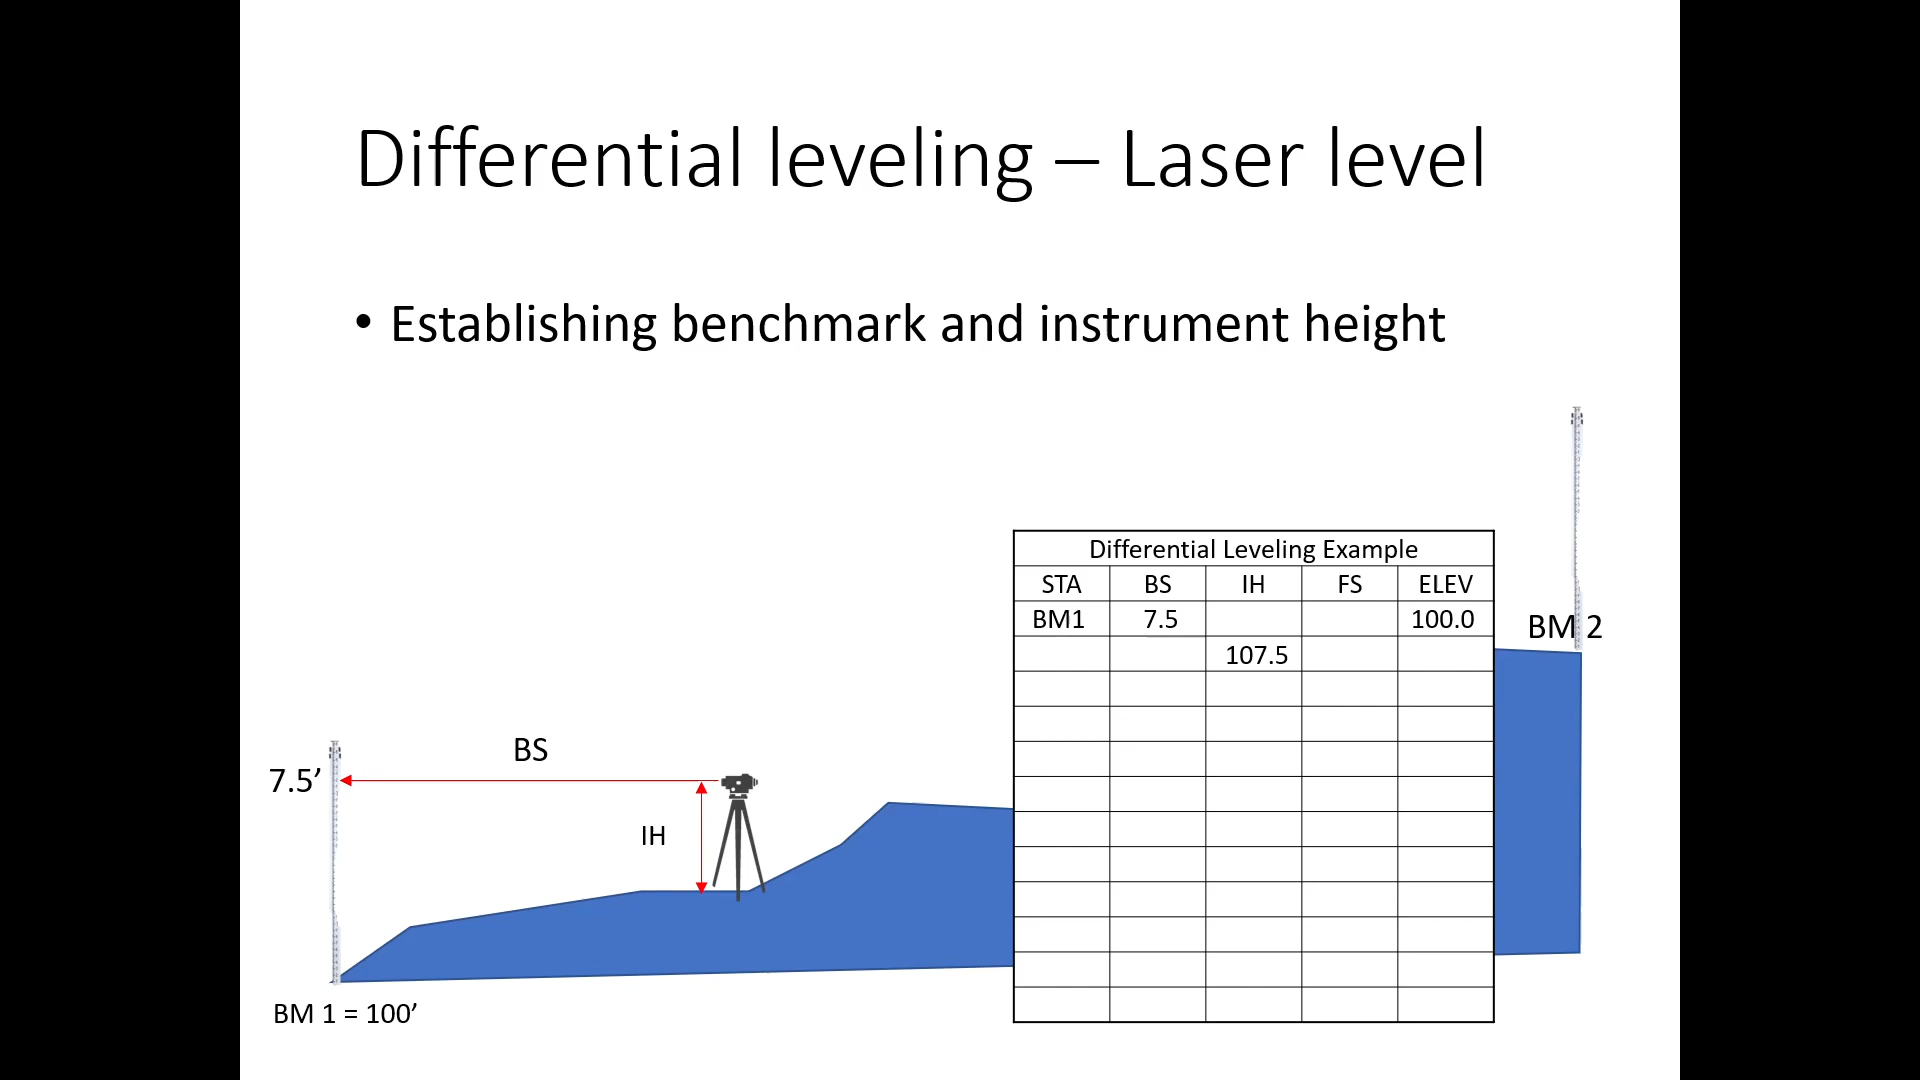 Differential leveling – Laser level
• Establishing benchmark and instrument height
Differential Leveling Example
STA BS IH FS ELEV
BM1 7.5 100.0
107.5
BM 2
BS
7.5’
IH
BM 1 = 100’